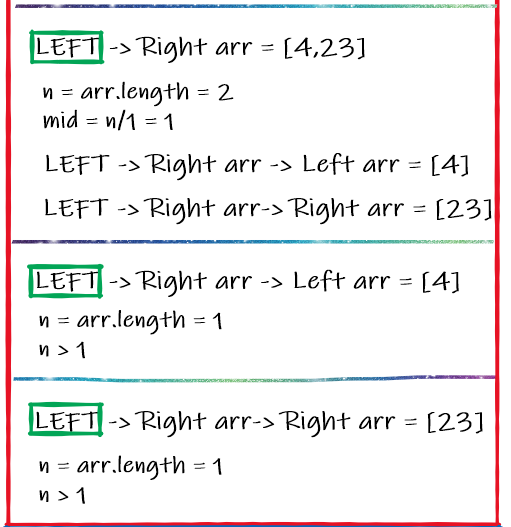 LEFT -> Right arr = [4,23]
n = arr.length = 2
mid = n/1 = 1
LEFT -> Right arr -> Left arr = [4]
LEFT -> Right arr-> Right arr = [23]
LEFT -> Right arr -> Left arr = [4]
n = arr.length = 1
n > 1
LEFT -> Right arr-> Right arr = [23]
n = arr.length = 1
n > 1